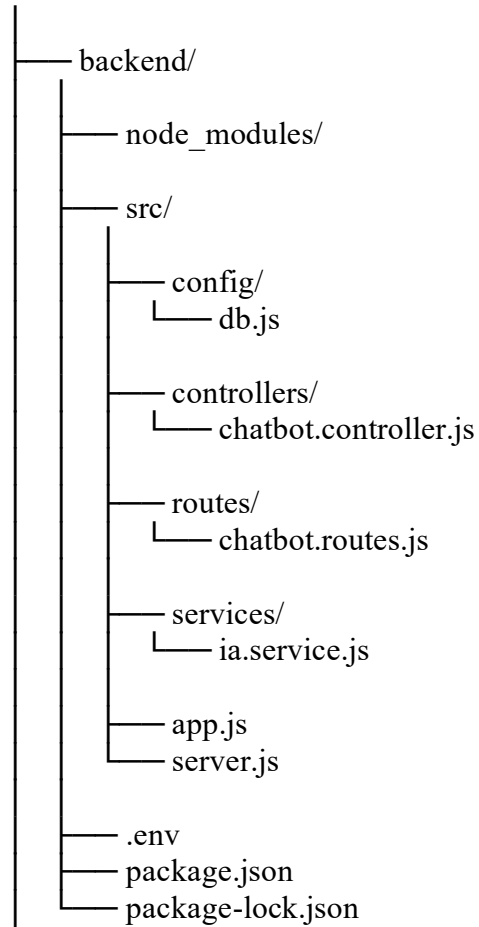 backend/
node_modules/
src/
config/
db.js
controllers/
chatbot.controller.js
routes/
chatbot.routes.js
services/
ia.service.js
app.js
server.js
.env
package.json
package-lock.json